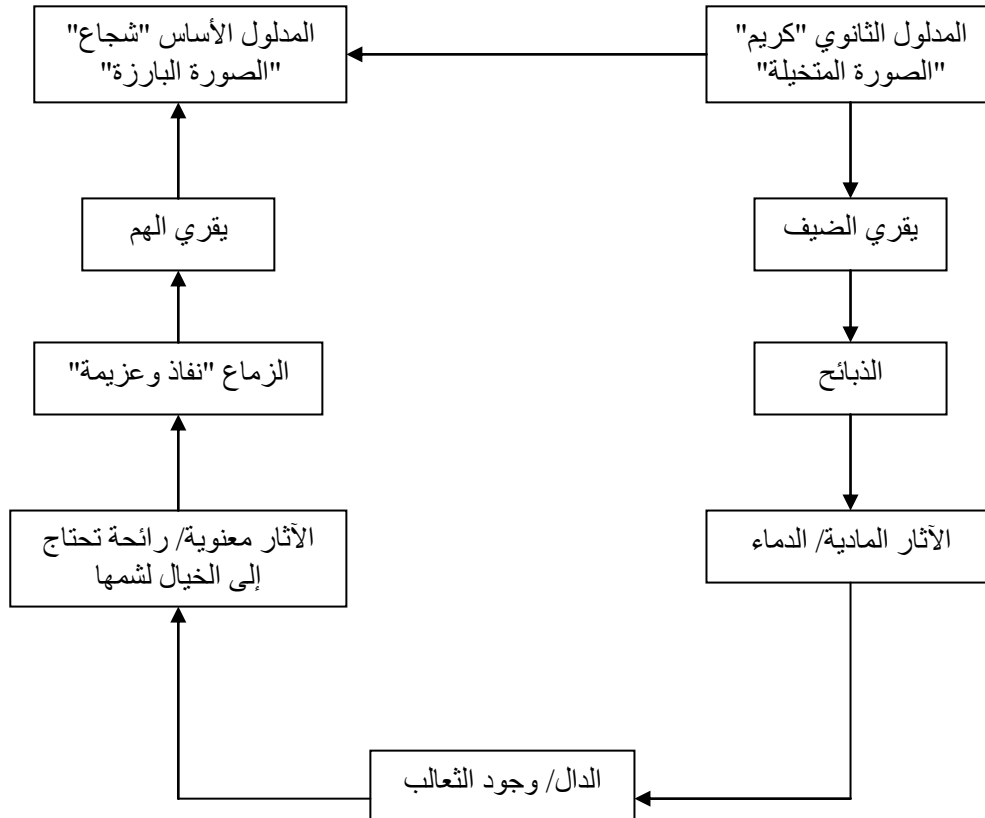 المدلول الثانوي "كريم"
"الصورة المتخيلة"
المدلول الأساس "شجاع"
"الصورة البارزة"
يقري الضيف
يقري الهم
الذبائح
الزماع "نفاذ وعزيمة"
الآثار المادية/ الدماء
الآثار معنوية/ رائحة تحتاج
إلى الخيال لشمها
الدال/ وجود الثعالب